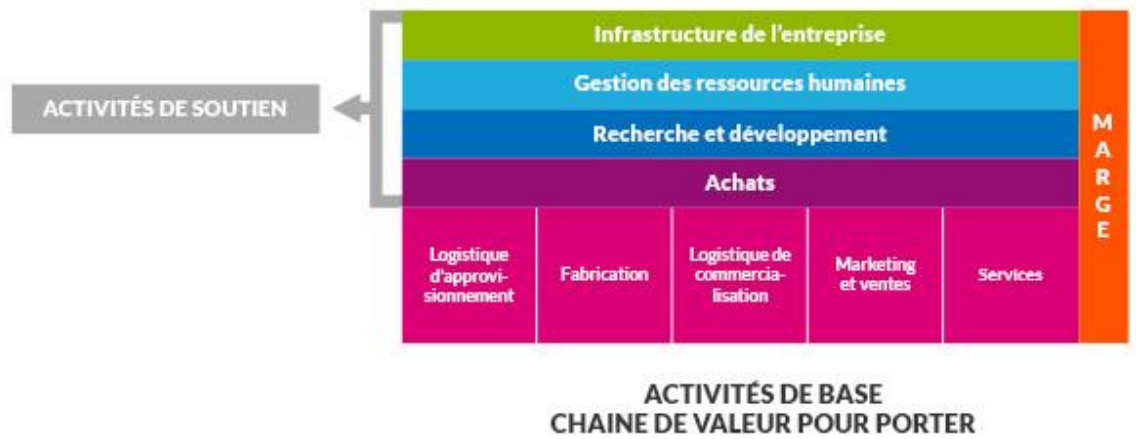 Infrastructure de l'entreprise
Gestion des ressources humaines
ACTIVITÉS DE SOUTIEN
Recherche et développement
Achats
MARGE
Logistique
d'approvi-
sionnement
Fabrication
Logistique de
commercia-
lisation
Marketing
et ventes
Services
ACTIVITÉS DE BASE
CHAINE DE VALEUR POUR PORTER